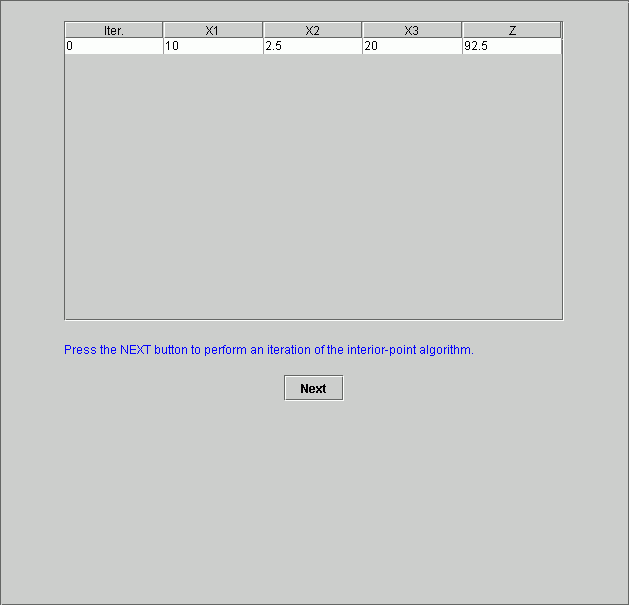 Iter. X1 X2 X3 Z
0 10 2.5 20 92.5
Press the NEXT button to perform an iteration of the interior-point algorithm.
Next